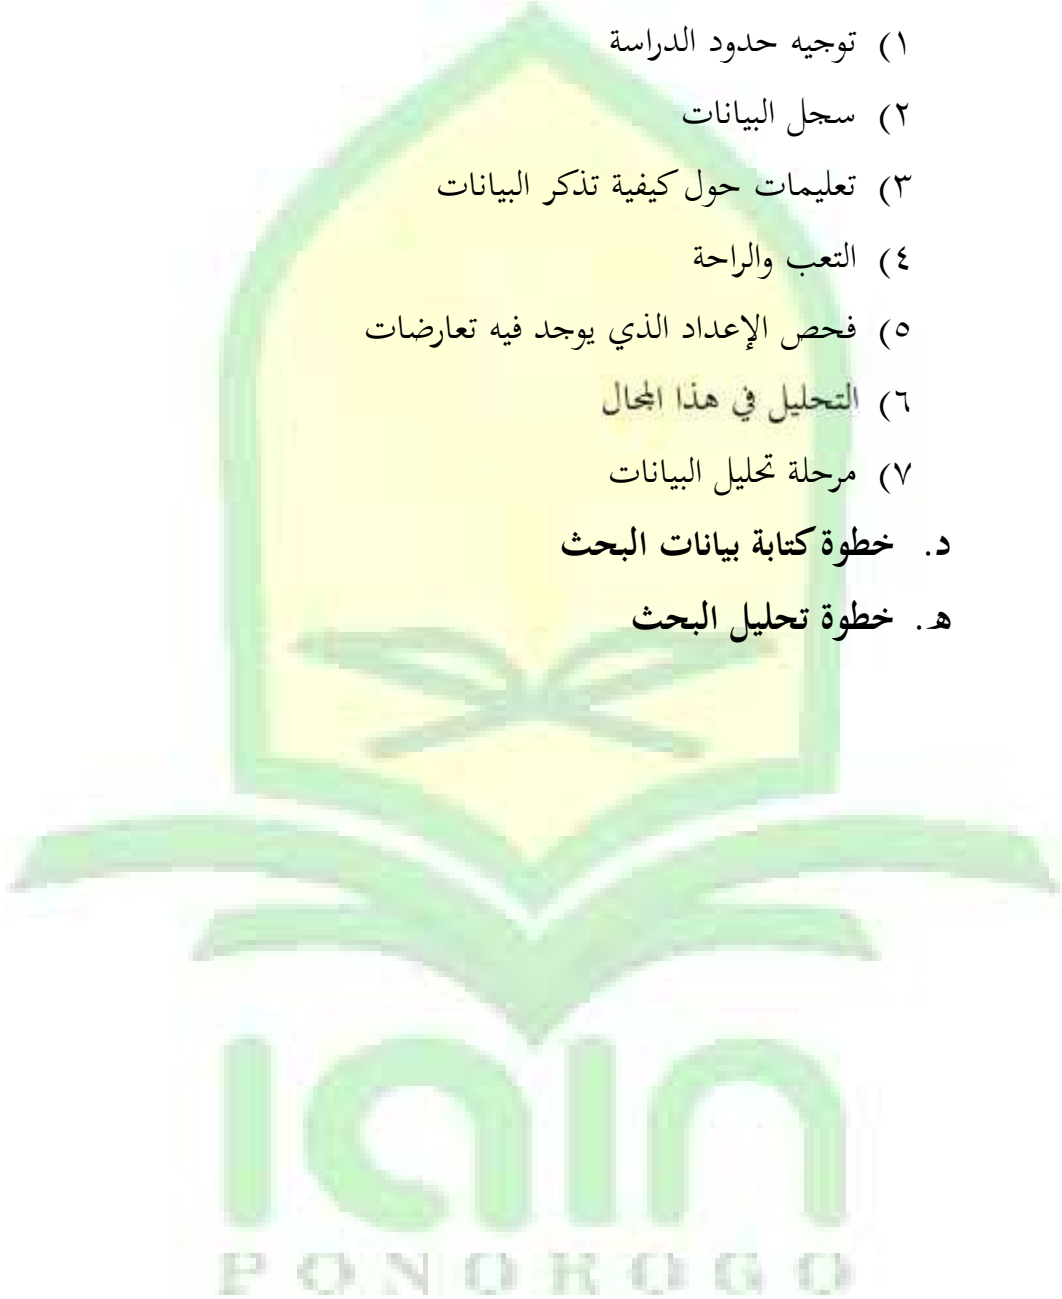 ١) توجيه حدود الدراسة
٢) سجل البيانات
٣) تعليمات حول كيفية تذكر البيانات
٤) التعب والراحة
٥) فحص الإعداد الذي يوجد فيه تعارضات
٦) التحليل في هذا المجال
٧) مرحلة تحليل البيانات
د. خطوة كتابة بيانات البحث
ه. خطوة تحليل البحث
iain
PONOROGO